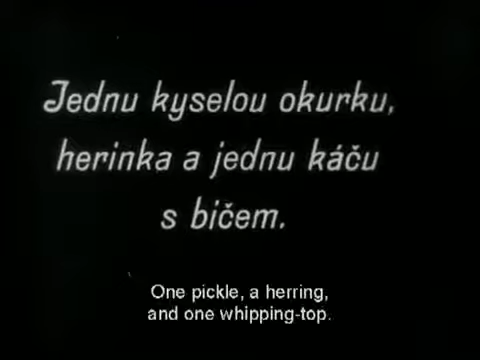 Jednu kyselou okurku,
herinka a jednu káču
s bičem.
One pickle, a herring,
and one whipping-top.